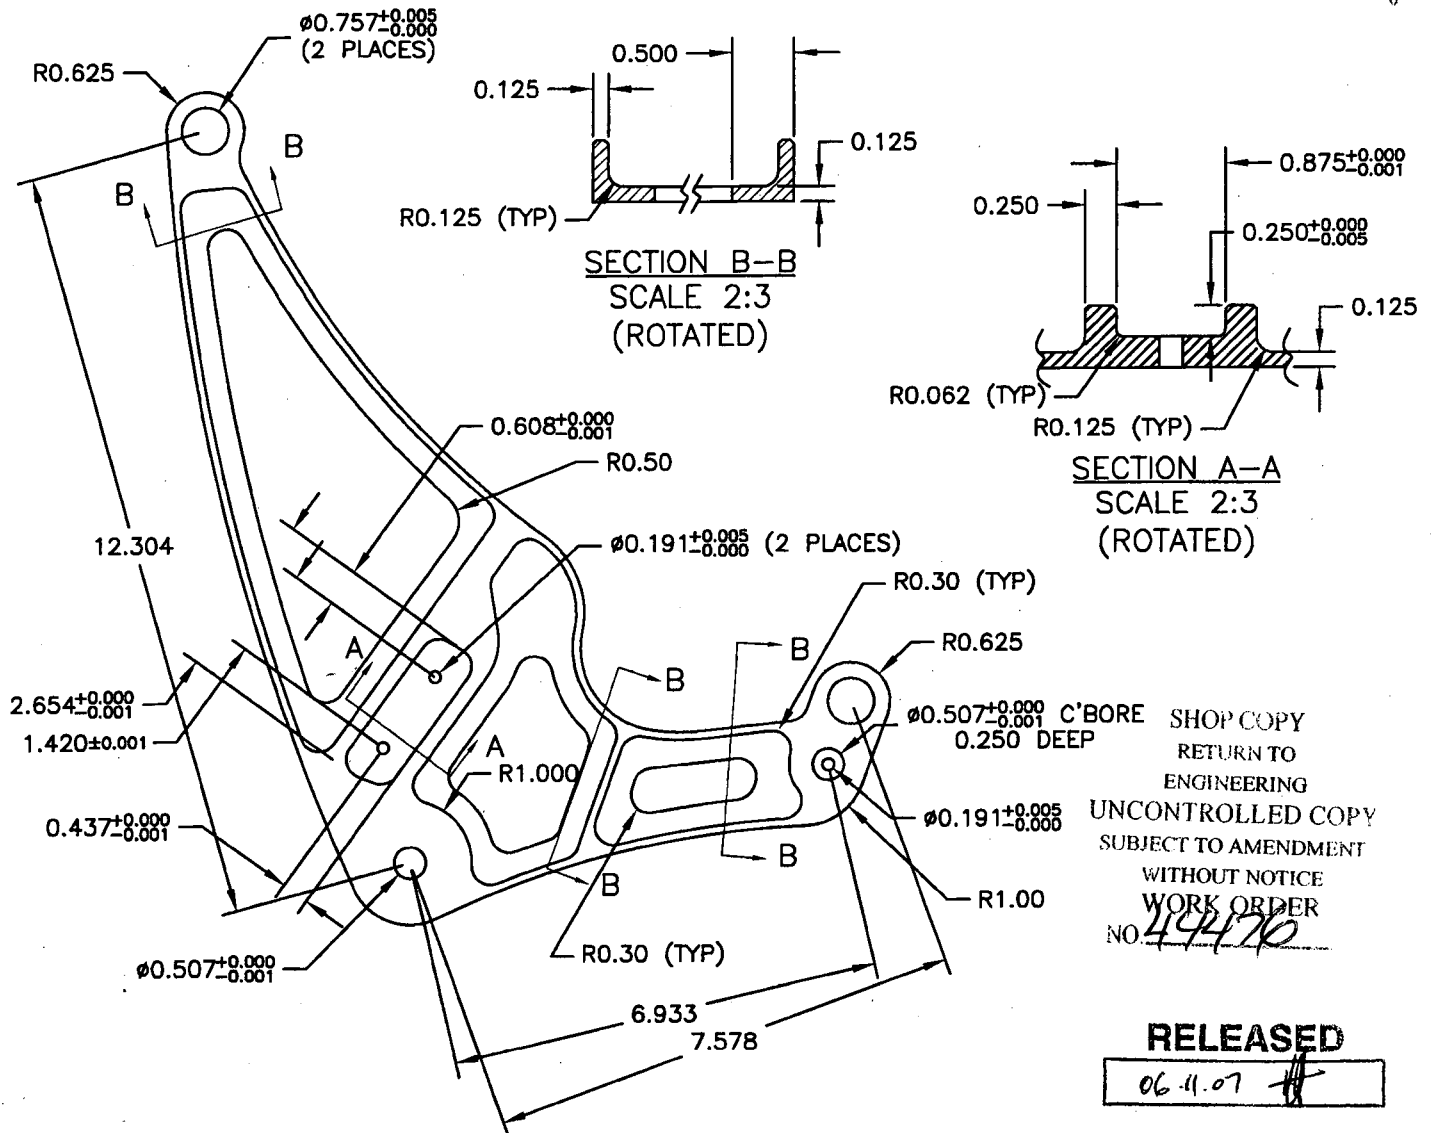 ø0.757+0.005
-0.000
(2 PLACES)
R0.625
B
B
0.500
0.125
0.125
R0.125 (TYP)
SECTION B-B
SCALE 2:3
(ROTATED)
0.875+0.000
-0.001
0.250
0.250+0.000
-0.005
0.125
R0.062 (TYP)
R0.125 (TYP)
SECTION A-A
SCALE 2:3
(ROTATED)
0.608+0.000
-0.001
R0.50
12.304
ø0.191+0.005
-0.000 (2 PLACES)
R0.30 (TYP)
R0.625
A
B
B
2.654+0.000
-0.001
1.420±0.001
A
R1.000
ø0.507+0.000
-0.001 C'BORE
0.250 DEEP
0.437+0.000
-0.001
ø0.191+0.005
-0.000
B
B
R1.00
ø0.507+0.000
-0.001
R0.30 (TYP)
6.933
7.578
SHOP COPY
RETURN TO
ENGINEERING
UNCONTROLLED COPY
SUBJECT TO AMENDMENT
WITHOUT NOTICE
WORK ORDER
NO 44476
RELEASED
06.11.07